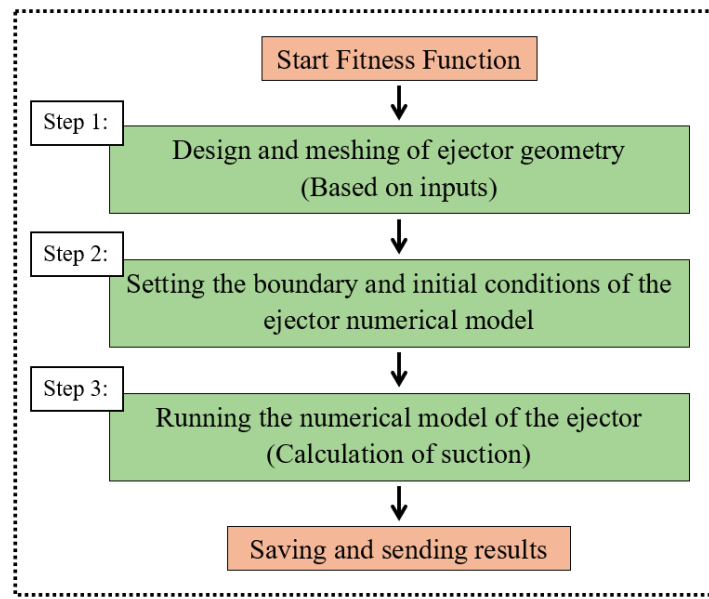 Start Fitness Function
Step 1:
Design and meshing of ejector geometry
(Based on inputs)
Step 2:
Setting the boundary and initial conditions of the
ejector numerical model
Step 3:
Running the numerical model of the ejector
(Calculation of suction)
Saving and sending results